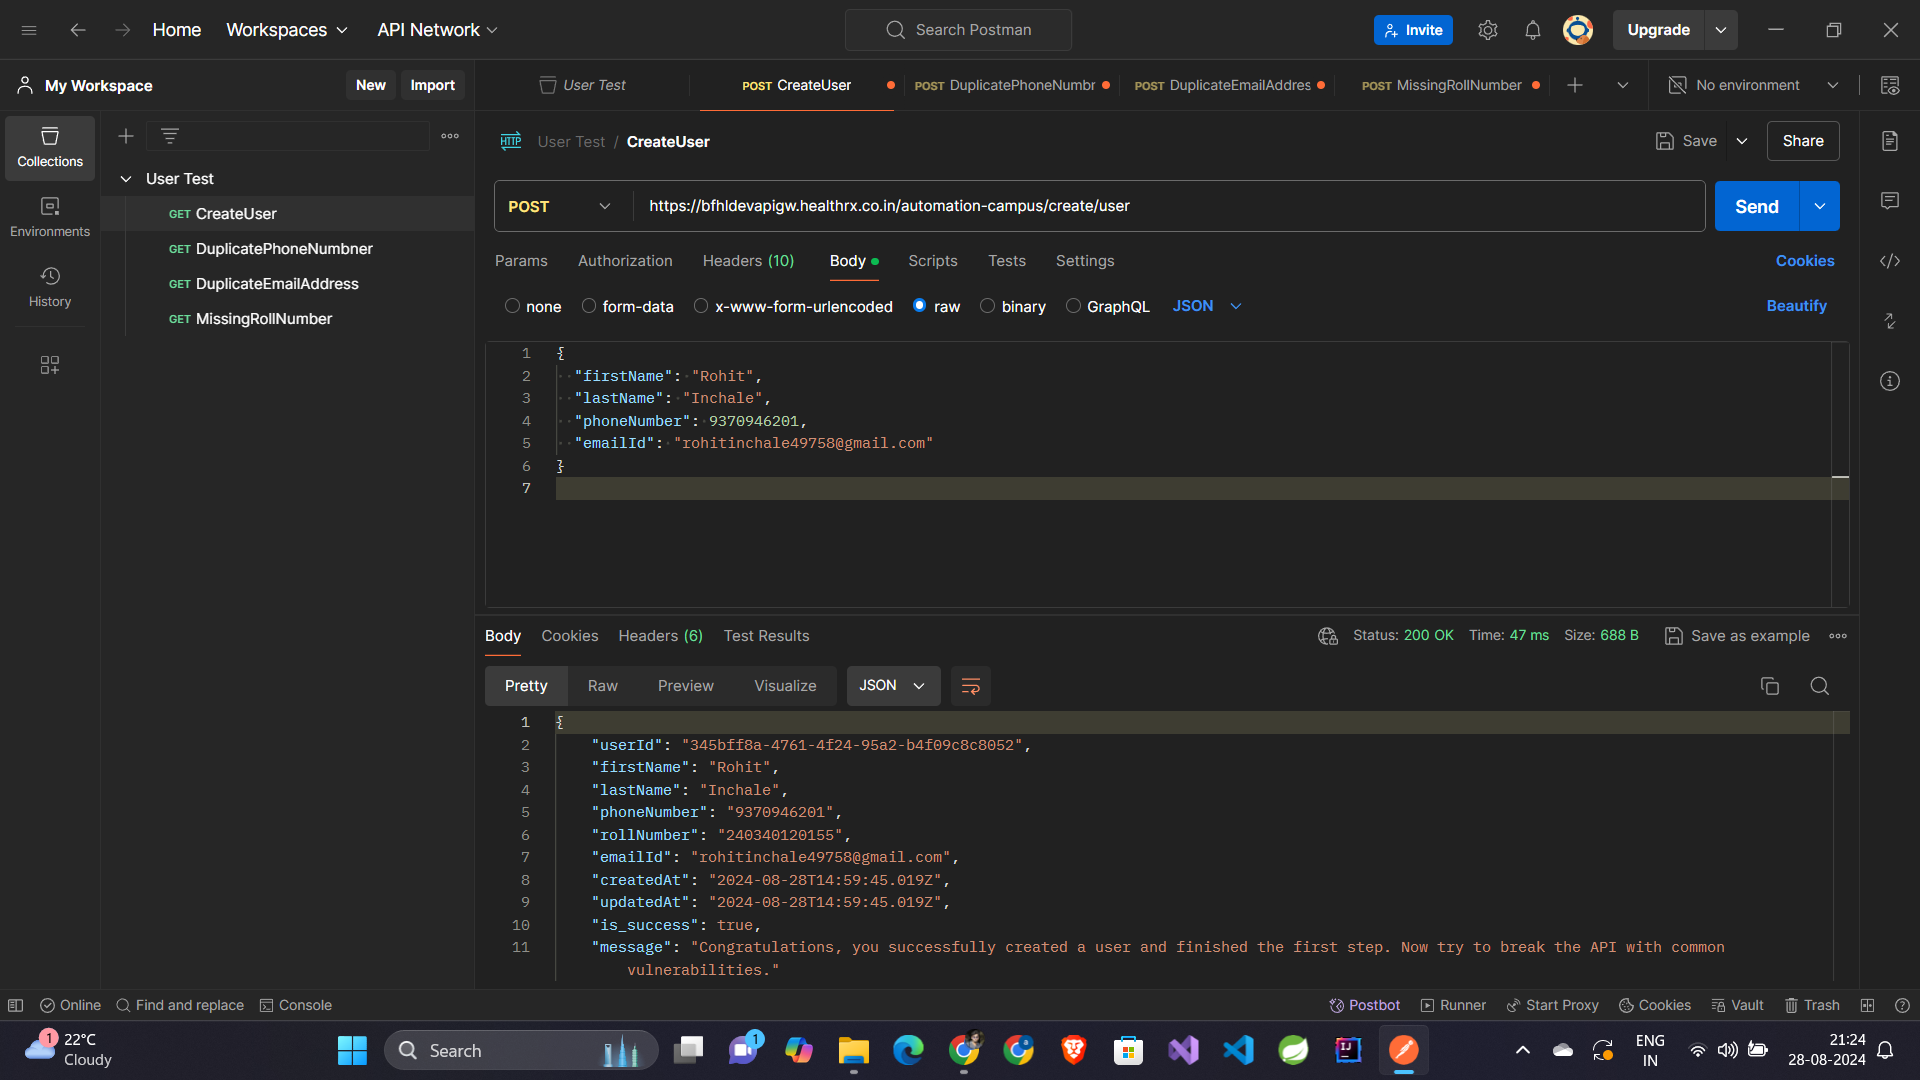 Home
Workspaces
API Network
Search Postman
Invite
Upgrade
My Workspace
New
Import
User Test
POST CreateUser
POST DuplicatePhoneNumbr
POST DuplicateEmailAddres
POST MissingRollNumber
No environment
Collections
Environments
History
User Test
GET CreateUser
GET DuplicatePhoneNumbner
GET DuplicateEmailAddress
GET MissingRollNumber
HTTP User Test / CreateUser
Save
Share
POST
https://bfhldevapigw.healthrx.co.in/automation-campus/create/user
Send
Params Authorization Headers (10) Body Scripts Tests Settings
Cookies
none form-data x-www-form-urlencoded raw binary GraphQL JSON
Beautify
1 {
2 "firstName": "Rohit",
3 "lastName": "Inchale",
4 "phoneNumber": 9370946201,
5 "emailId": "rohitinchale49758@gmail.com"
6 }
7
Body Cookies Headers (6) Test Results
Status: 200 OK Time: 47 ms Size: 688 B
Save as example
Pretty Raw Preview Visualize JSON
1 {
2 "userId": "345bff8a-4761-4f24-95a2-b4f09c8c8052",
3 "firstName": "Rohit",
4 "lastName": "Inchale",
5 "phoneNumber": "9370946201",
6 "rollNumber": "240340120155",
7 "emailId": "rohitinchale49758@gmail.com",
8 "createdAt": "2024-08-28T14:59:45.019Z",
9 "updatedAt": "2024-08-28T14:59:45.019Z",
10 "is_success": true,
11 "message": "Congratulations, you successfully created a user and finished the first step. Now try to break the API with common
vulnerabilities."
Online Find and replace Console
Postbot Runner Start Proxy Cookies Vault Trash
1
22°C
Cloudy
Search
1
ENG
IN
21:24
28-08-2024